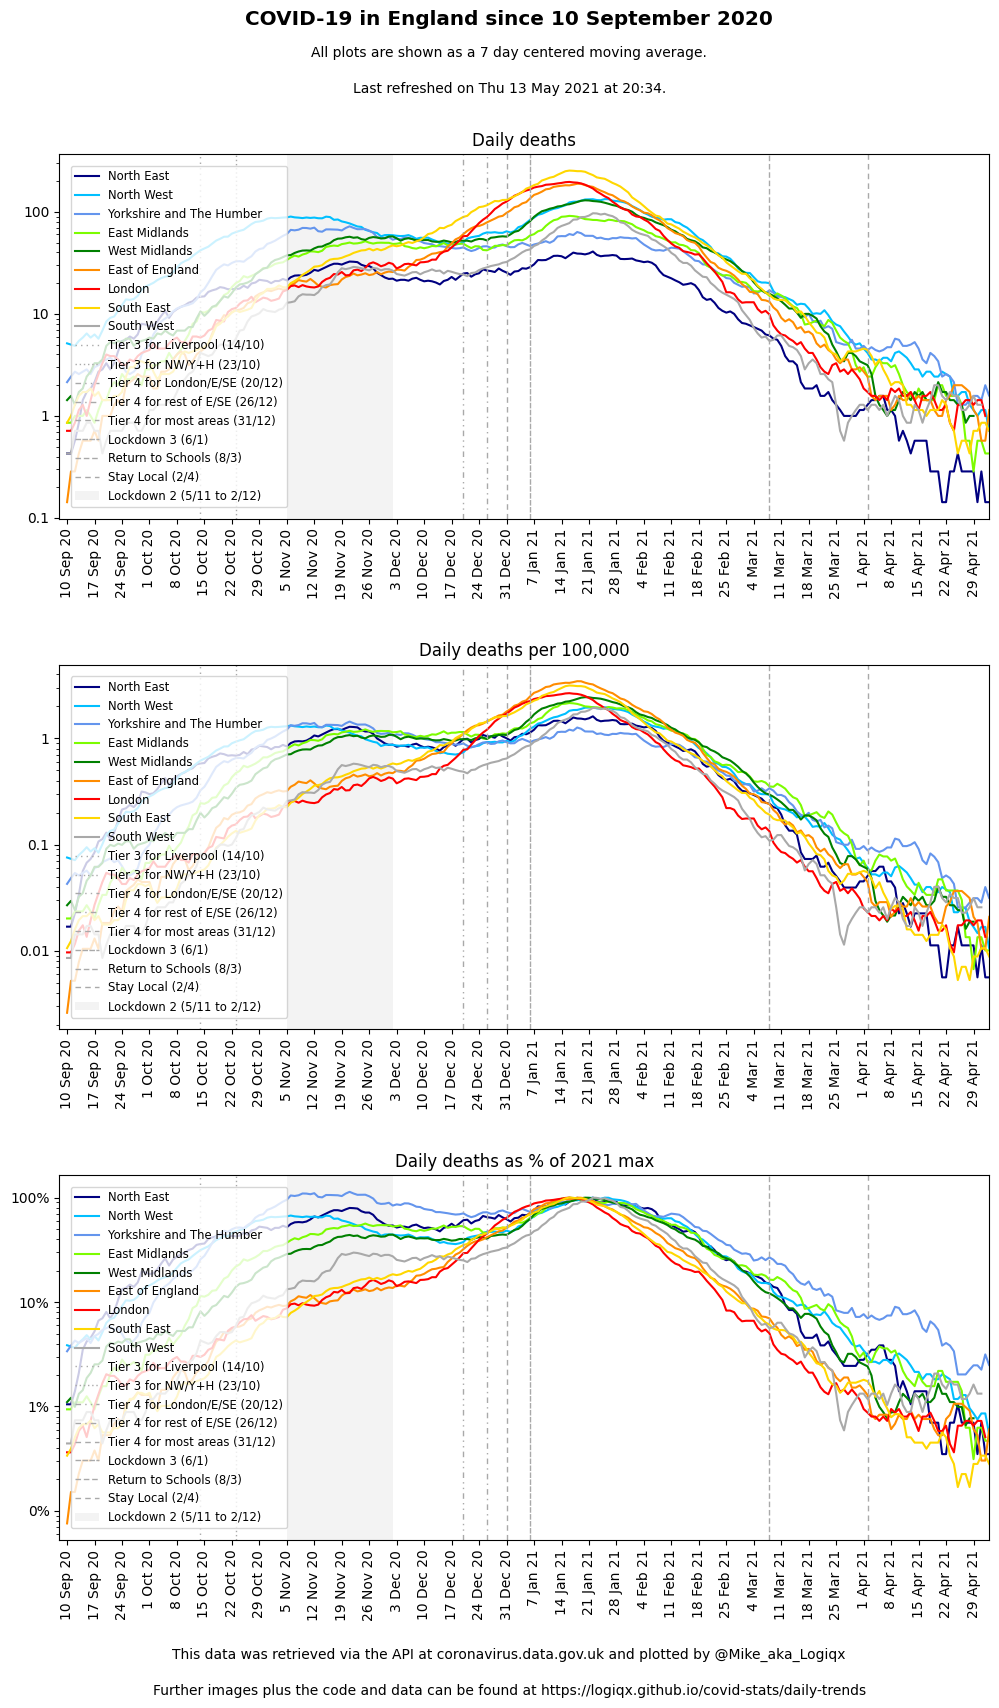 COVID-19 in England since 10 September 2020
All plots are shown as a 7 day centered moving average.
Last refreshed on Thu 13 May 2021 at 20:34.
Daily deaths
100
10
1
0.1
North East
North West
Yorkshire and The Humber
East Midlands
West Midlands
East of England
London
South East
South West
Tier 3 for Liverpool (14/10)
Tier 3 for NW/Y+H (23/10)
Tier 4 for London/E/SE (20/12)
Tier 4 for rest of E/SE (26/12)
Tier 4 for most areas (31/12)
Lockdown 3 (6/1)
Return to Schools (8/3)
Stay Local (2/4)
Lockdown 2 (5/11 to 2/12)
10 Sep 20
17 Sep 20
24 Sep 20
1 Oct 20
8 Oct 20
15 Oct 20
22 Oct 20
29 Oct 20
5 Nov 20
12 Nov 20
19 Nov 20
26 Nov 20
3 Dec 20
10 Dec 20
17 Dec 20
24 Dec 20
31 Dec 20
7 Jan 21
14 Jan 21
21 Jan 21
28 Jan 21
4 Feb 21
11 Feb 21
18 Feb 21
25 Feb 21
4 Mar 21
11 Mar 21
18 Mar 21
25 Mar 21
1 Apr 21
8 Apr 21
15 Apr 21
22 Apr 21
29 Apr 21
Daily deaths per 100,000
1
0.1
0.01
North East
North West
Yorkshire and The Humber
East Midlands
West Midlands
East of England
London
South East
South West
Tier 3 for Liverpool (14/10)
Tier 3 for NW/Y+H (23/10)
Tier 4 for London/E/SE (20/12)
Tier 4 for rest of E/SE (26/12)
Tier 4 for most areas (31/12)
Lockdown 3 (6/1)
Return to Schools (8/3)
Stay Local (2/4)
Lockdown 2 (5/11 to 2/12)
10 Sep 20
17 Sep 20
24 Sep 20
1 Oct 20
8 Oct 20
15 Oct 20
22 Oct 20
29 Oct 20
5 Nov 20
12 Nov 20
19 Nov 20
26 Nov 20
3 Dec 20
10 Dec 20
17 Dec 20
24 Dec 20
31 Dec 20
7 Jan 21
14 Jan 21
21 Jan 21
28 Jan 21
4 Feb 21
11 Feb 21
18 Feb 21
25 Feb 21
4 Mar 21
11 Mar 21
18 Mar 21
25 Mar 21
1 Apr 21
8 Apr 21
15 Apr 21
22 Apr 21
29 Apr 21
Daily deaths as % of 2021 max
100%
10%
1%
0%
North East
North West
Yorkshire and The Humber
East Midlands
West Midlands
East of England
London
South East
South West
Tier 3 for Liverpool (14/10)
Tier 3 for NW/Y+H (23/10)
Tier 4 for London/E/SE (20/12)
Tier 4 for rest of E/SE (26/12)
Tier 4 for most areas (31/12)
Lockdown 3 (6/1)
Return to Schools (8/3)
Stay Local (2/4)
Lockdown 2 (5/11 to 2/12)
10 Sep 20
17 Sep 20
24 Sep 20
1 Oct 20
8 Oct 20
15 Oct 20
22 Oct 20
29 Oct 20
5 Nov 20
12 Nov 20
19 Nov 20
26 Nov 20
3 Dec 20
10 Dec 20
17 Dec 20
24 Dec 20
31 Dec 20
7 Jan 21
14 Jan 21
21 Jan 21
28 Jan 21
4 Feb 21
11 Feb 21
18 Feb 21
25 Feb 21
4 Mar 21
11 Mar 21
18 Mar 21
25 Mar 21
1 Apr 21
8 Apr 21
15 Apr 21
22 Apr 21
29 Apr 21
This data was retrieved via the API at coronavirus.data.gov.uk and plotted by @Mike_aka_Logiqx
Further images plus the code and data can be found at https://logiqx.github.io/covid-stats/daily-trends